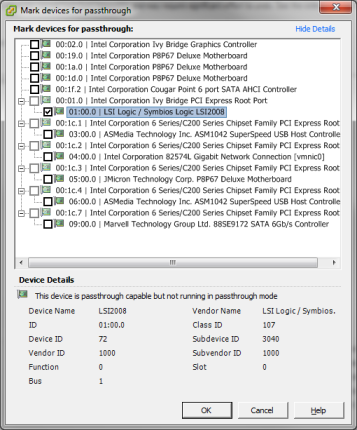 Mark devices for passthrough
Mark devices for passthrough: Hide Details
00:02.0 | Intel Corporation Ivy Bridge Graphics Controller
00:19.0 | Intel Corporation P8P67 Deluxe Motherboard
00:1a.0 | Intel Corporation P8P67 Deluxe Motherboard
00:1d.0 | Intel Corporation P8P67 Deluxe Motherboard
00:1f.2 | Intel Corporation Cougar Point 6 port SATA AHCI Controller
00:01.0 | Intel Corporation Ivy Bridge PCI Express Root Port
01:00.0 | LSI Logic / Symbios Logic LSI2008
00:1c.1 | Intel Corporation 6 Series/C200 Series Chipset Family PCI Express Root
03:00.0 | ASMedia Technology Inc. ASM1042 SuperSpeed USB Host Controlle
00:1c.2 | Intel Corporation 6 Series/C200 Series Chipset Family PCI Express Root
04:00.0 | Intel Corporation 82574L Gigabit Network Connection [vmnic0]
00:1c.3 | Intel Corporation 6 Series/C200 Series Chipset Family PCI Express Root
05:00.0 | JMicron Technology Corp. P8P67 Deluxe Motherboard
00:1c.4 | Intel Corporation 6 Series/C200 Series Chipset Family PCI Express Root
06:00.0 | ASMedia Technology Inc. ASM1042 SuperSpeed USB Host Controlle
00:1c.7 | Intel Corporation 6 Series/C200 Series Chipset Family PCI Express Root
09:00.0 | Marvell Technology Group Ltd. 88SE9172 SATA 6Gb/s Controller
Device Details
This device is passthrough capable but not running in passthrough mode
Device Name LSI2008 Vendor Name LSI Logic / Symbios.
ID 01:00.0 Class ID 107
Device ID 72 Subdevice ID 3040
Vendor ID 1000 Subvendor ID 1000
Function 0 Slot 0
Bus 1
OK Cancel Help